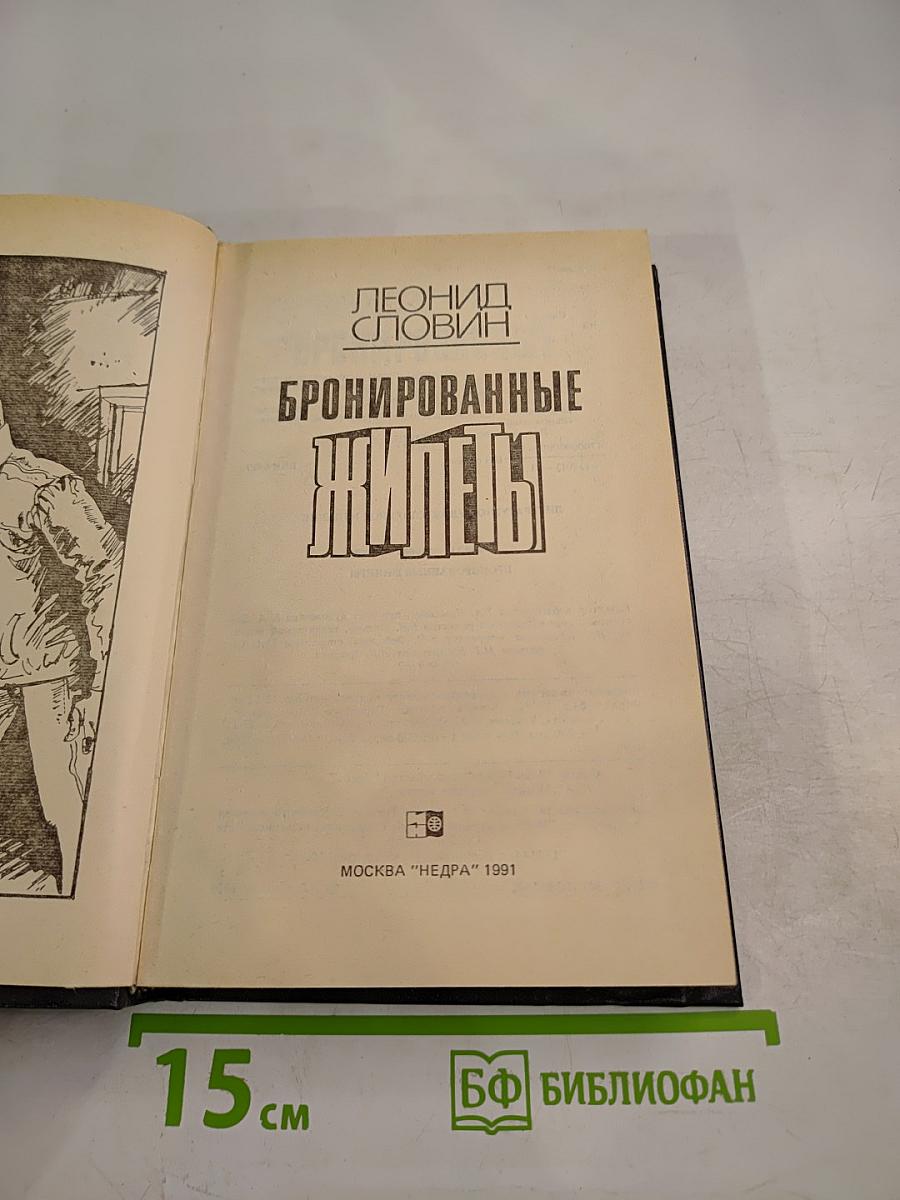 ЛЕОНИД
СЛОВИН
БРОНИРОВАННЫЕ
ЖИЛЕТЫ
МОСКВА "НЕДРА" 1991
15 см
БФ БИБЛИОФАН